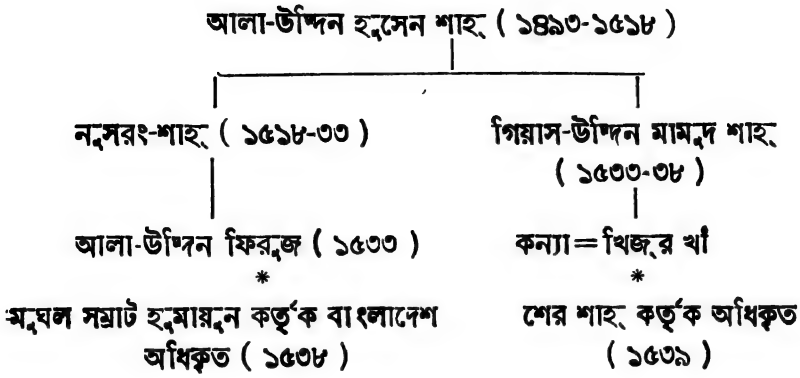 আলা-উদ্দিন হুসেন শাহ্ ( ১৪৯৩-১৫১৮ )
নুসরৎ-শাহ্ ( ১৫১৮-৩৩ )
গিয়াস-উদ্দিন মামুদ শাহ্
( ১৫৩৩-৩৮ )
আলা-উদ্দিন ফিরুজ ( ১৫৩৩ )
কন্যা = খিজ্‌র খাঁ
*
*
মুঘল সম্রাট হুমায়ুন কর্তৃক বাংলাদেশ
অধিকৃত ( ১৫৩৮ )
শের শাহ্ কর্তৃক অধিকৃত
( ১৫৩৯ )